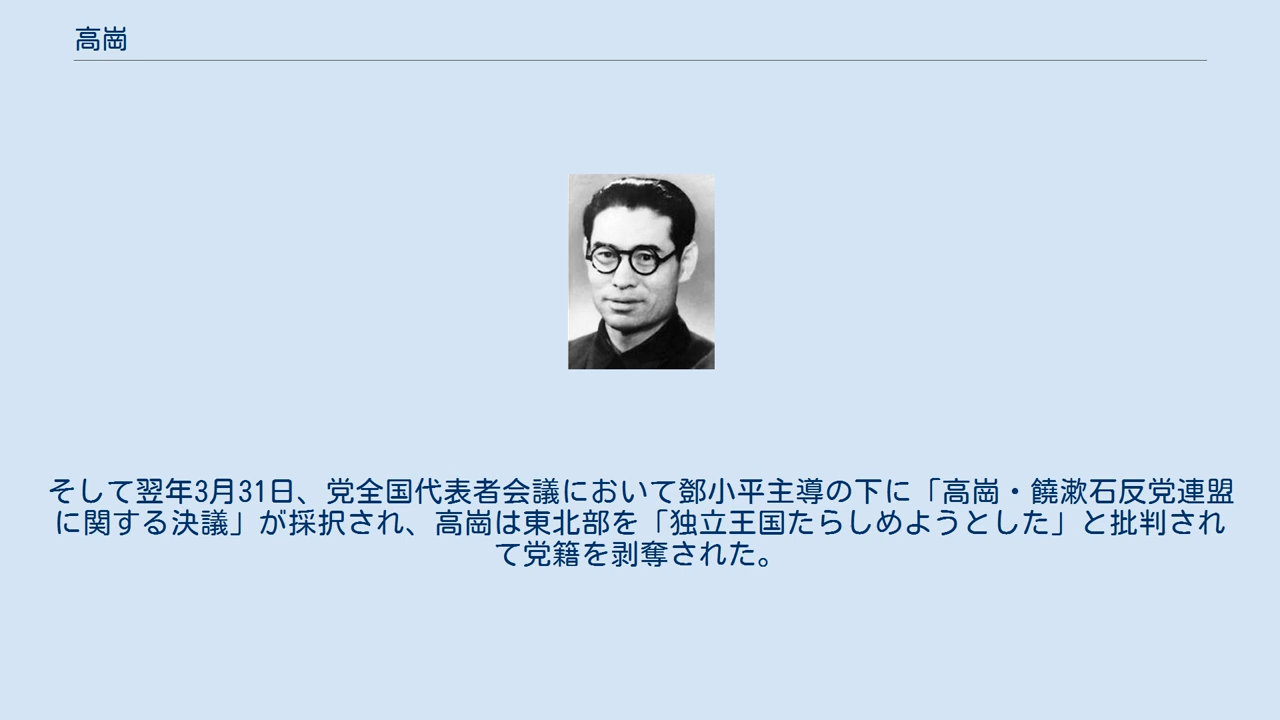 高崗
そして翌年3月31日、党全国代表者会議において鄧小平主導の下に「高崗・饒漱石反党連盟
に関する決議」が採択され、高崗は東北部を「独立王国たらしめようとした」と批判され
て党籍を剥奪された。